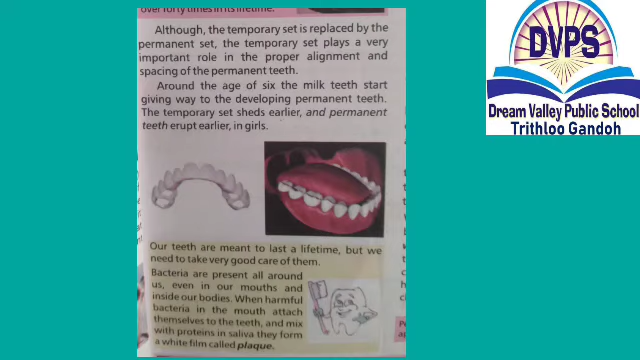 over forty times in its lifetime.
Although, the temporary set is replaced by the
permanent set, the temporary set plays a very
important role in the proper alignment and
spacing of the permanent teeth.
Around the age of six the milk teeth start
giving way to the developing permanent teeth.
The temporary set sheds earlier, and permanent
teeth erupt earlier, in girls.
Our teeth are meant to last a lifetime, but we
need to take very good care of them.
Bacteria are present all around
us, even in our mouths and
inside our bodies. When harmful
bacteria in the mouth attach
themselves to the teeth, and mix
with proteins in saliva they form
a white film called plaque.
DVPS
Dream Valley Public School
Trithloo Gandoh